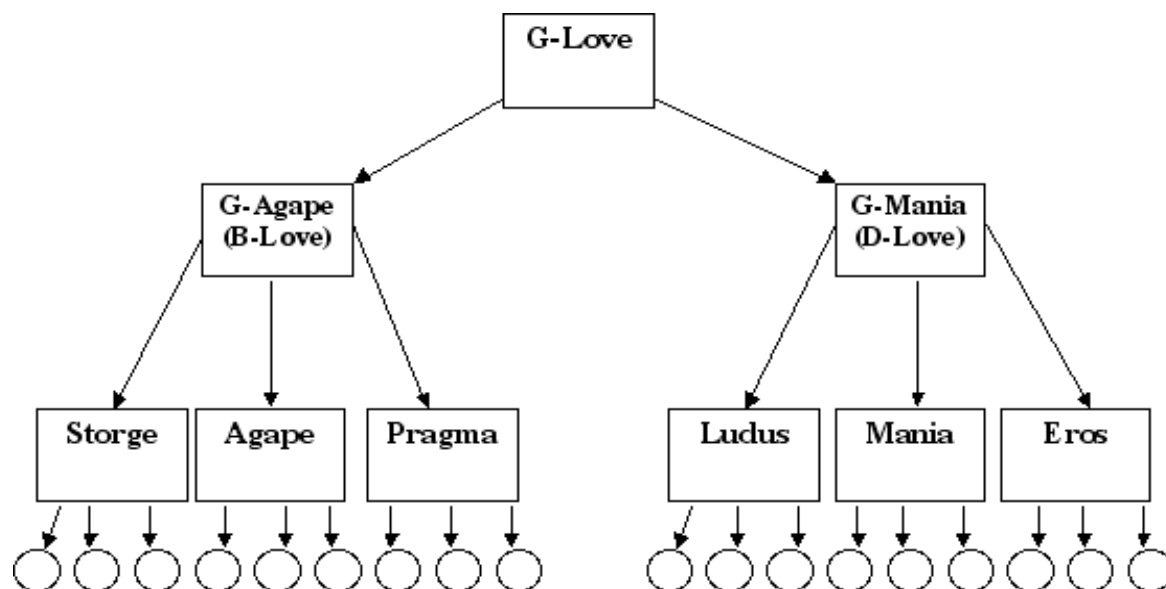 G-Love
G-Agape
(B-Love)
G-Mania
(D-Love)
Storge
Agape
Pragma
Ludus
Mania
Eros